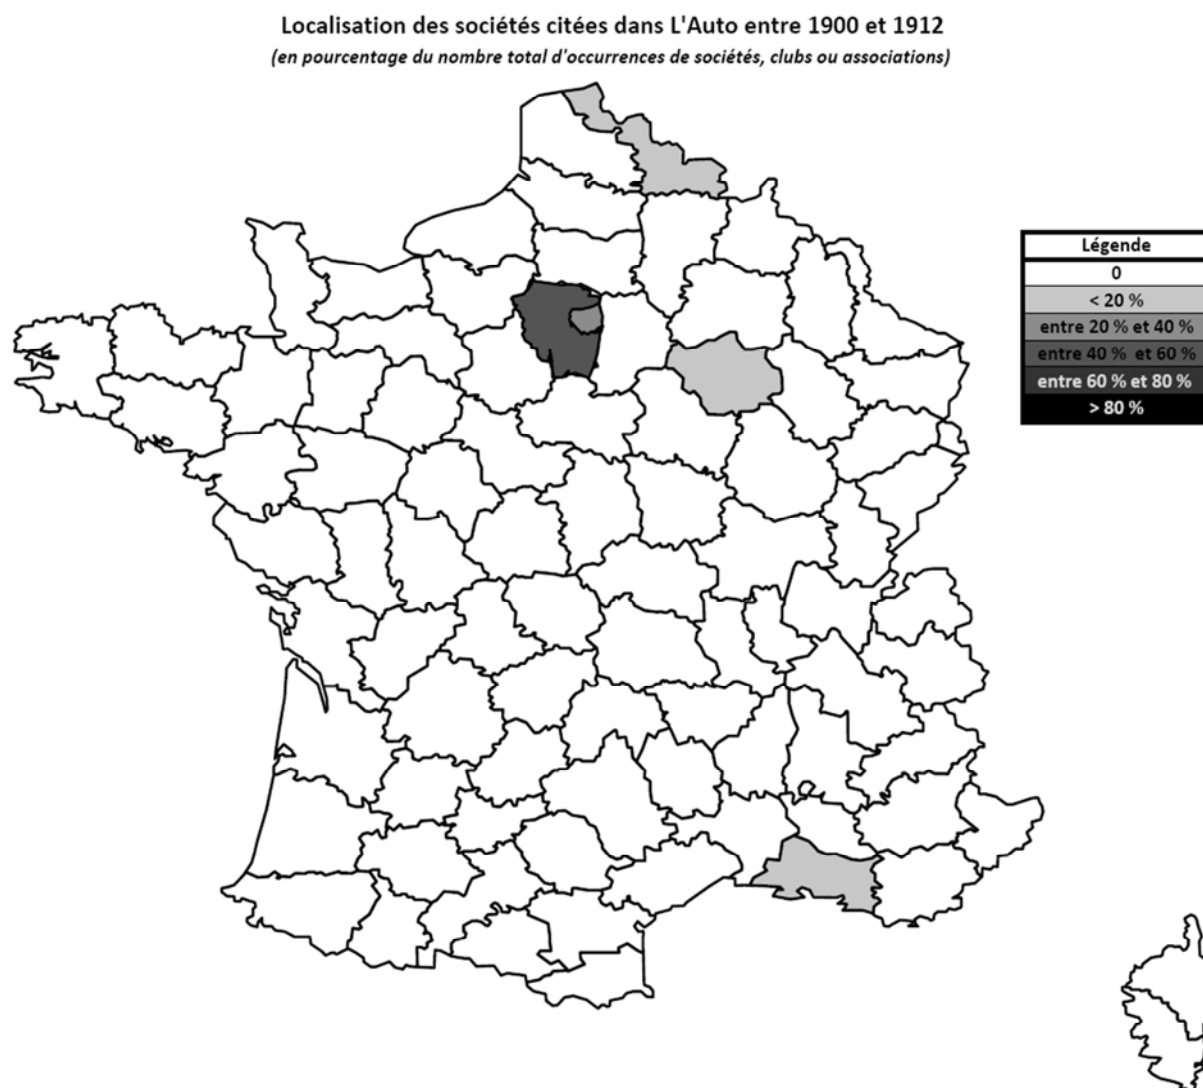 Localisation des sociétés citées dans L'Auto entre 1900 et 1912
(en pourcentage du nombre total d'occurrences de sociétés, clubs ou associations)
Légende
0
< 20 %
entre 20 % et 40 %
entre 40 % et 60 %
entre 60 % et 80 %
> 80 %